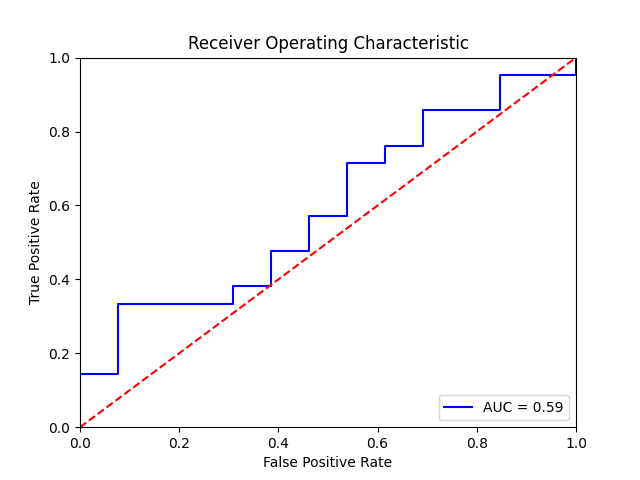 Receiver Operating Characteristic
1.0
0.8
0.6
0.4
0.2
0.0
True Positive Rate
AUC = 0.59
0.0 0.2 0.4 0.6 0.8 1.0
False Positive Rate